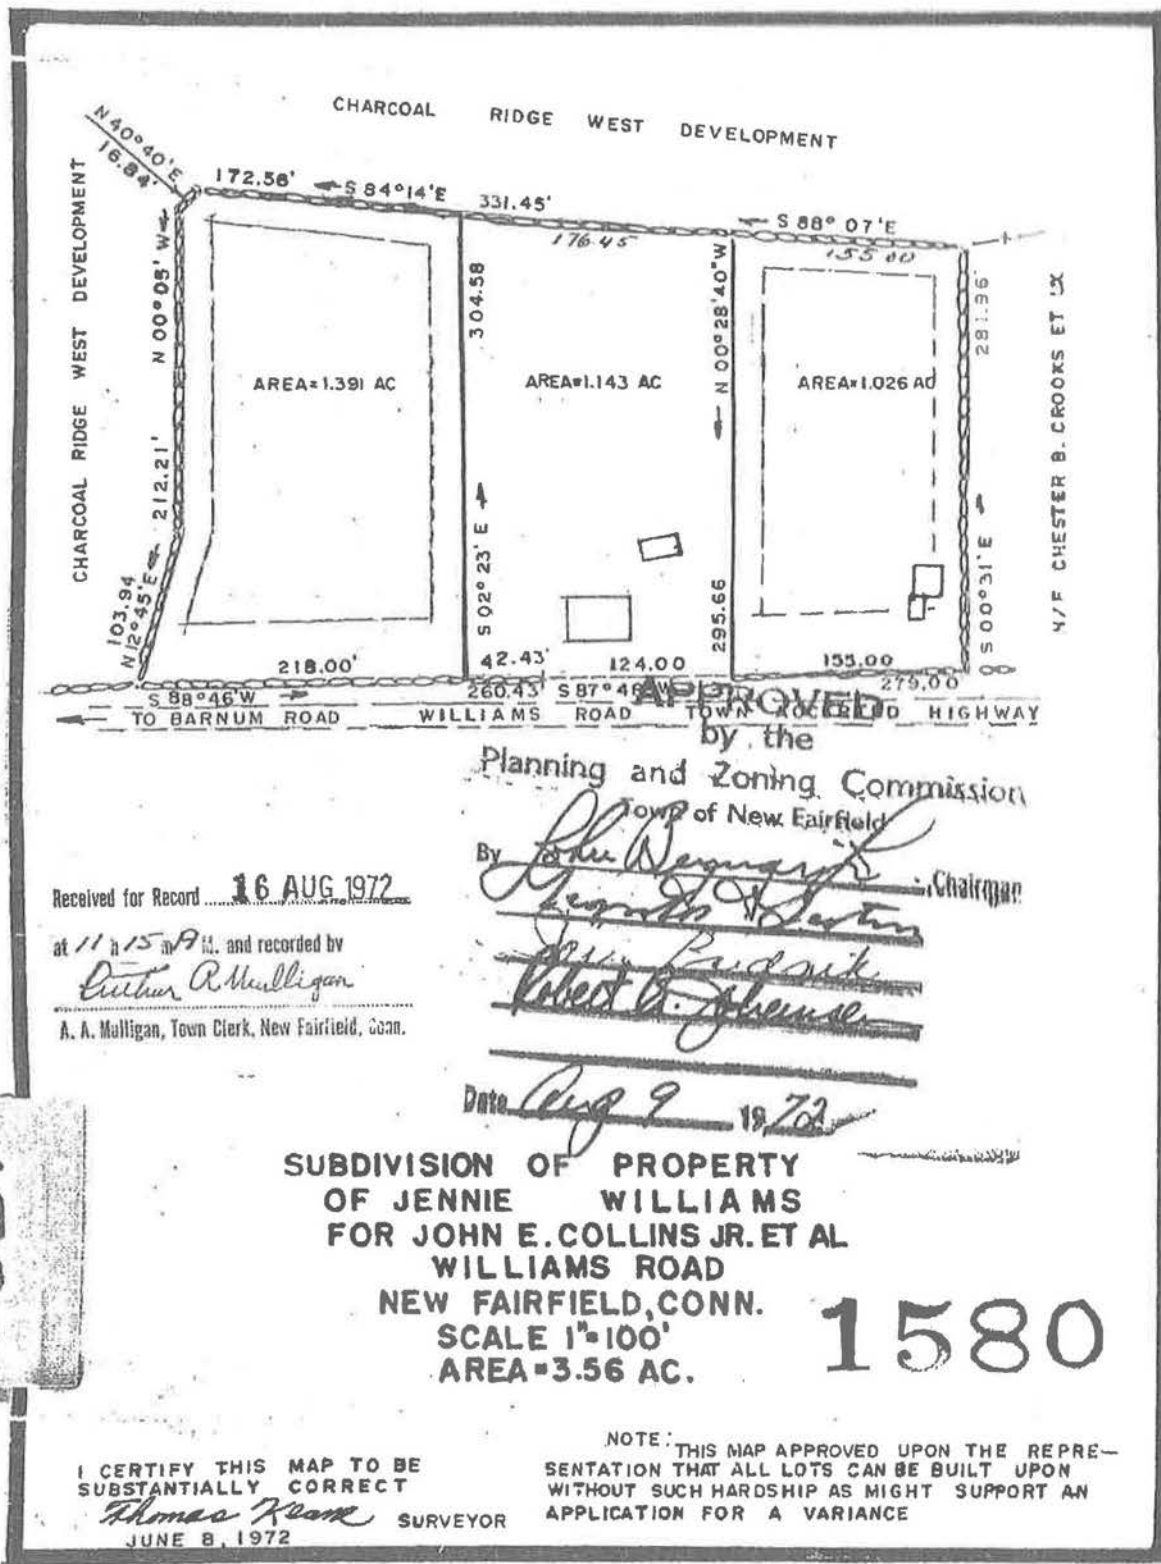 CHARCOAL RIDGE WEST DEVELOPMENT
N 40°40'E
16.84'
172.58'
S 84°14'E
331.45'
176.45
S 88° 07'E
155.00
CHARCOAL RIDGE WEST DEVELOPMENT
N 00°05' W
212.21'
103.94
N 12°45'E
AREA=1.391 AC
304.58
S 02°23' E
AREA=1.143 AC
N 00°28'40"W
295.66
AREA=1.026 AC
281.96'
S 00°31' E
N/F CHESTER B. CROOKS ET UX
218.00'
42.43'
124.00
155.00
S 88°46'W
260.43'
S 87°46' W
279.00
TO BARNUM ROAD WILLIAMS ROAD TOWN ACCEPTED HIGHWAY
APPROVED
by the
Planning and Zoning Commission
Town of New Fairfield
By John , Chairman
Robert A. Johensen
Date Aug 9 1972
Received for Record 16 AUG 1972
at 11 h 15 m A M. and recorded by
Arthur A. Mulligan
A. A. Mulligan, Town Clerk, New Fairfield, Conn.
SUBDIVISION OF PROPERTY
OF JENNIE WILLIAMS
FOR JOHN E. COLLINS JR. ET AL
WILLIAMS ROAD
NEW FAIRFIELD, CONN.
SCALE 1"=100'
AREA=3.56 AC.
1580
I CERTIFY THIS MAP TO BE
SUBSTANTIALLY CORRECT
Thomas Keane SURVEYOR
JUNE 8, 1972
NOTE: THIS MAP APPROVED UPON THE REPRE-
SENTATION THAT ALL LOTS CAN BE BUILT UPON
WITHOUT SUCH HARDSHIP AS MIGHT SUPPORT AN
APPLICATION FOR A VARIANCE